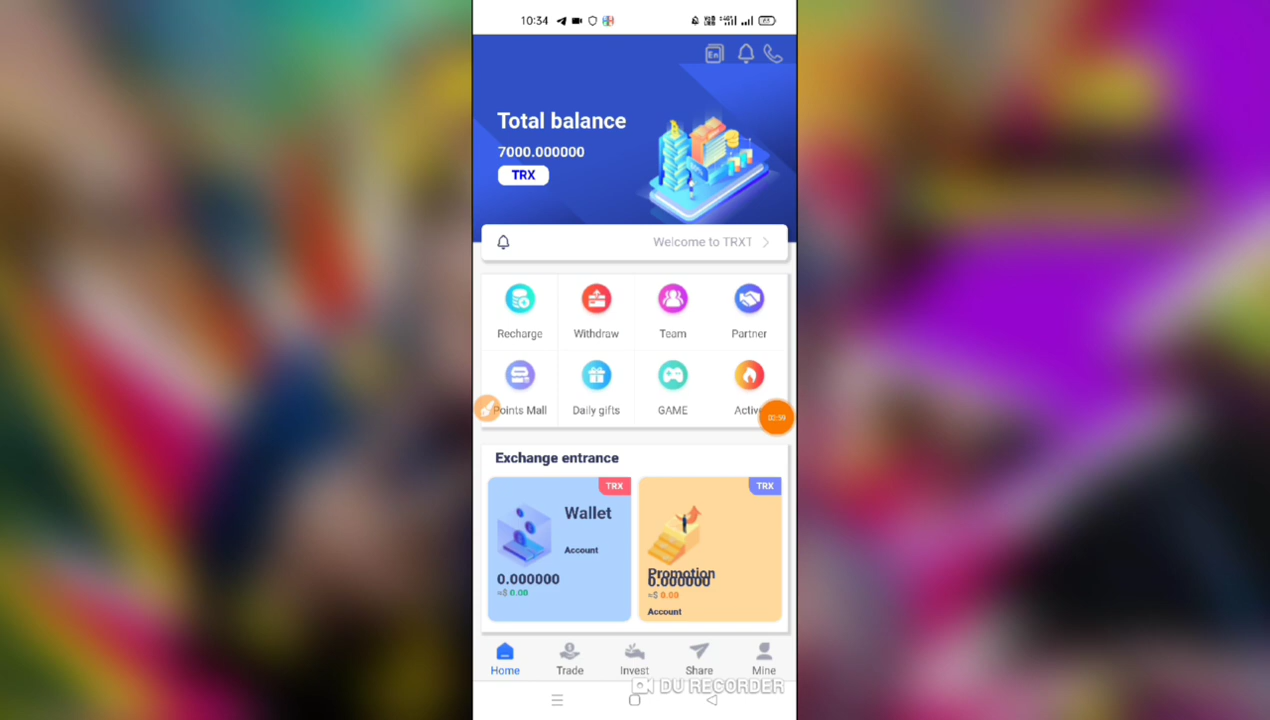 10:34
En
Total balance
7000.000000
TRX
Welcome to TRXT
Recharge
Withdraw
Team
Partner
Points Mall
Daily gifts
GAME
Active
Exchange entrance
TRX
Wallet
Account
0.000000
≈$ 0.00
TRX
Promotion
0.000000
≈$ 0.00
Account
Home
Trade
Invest
Share
Mine
DU RECORDER